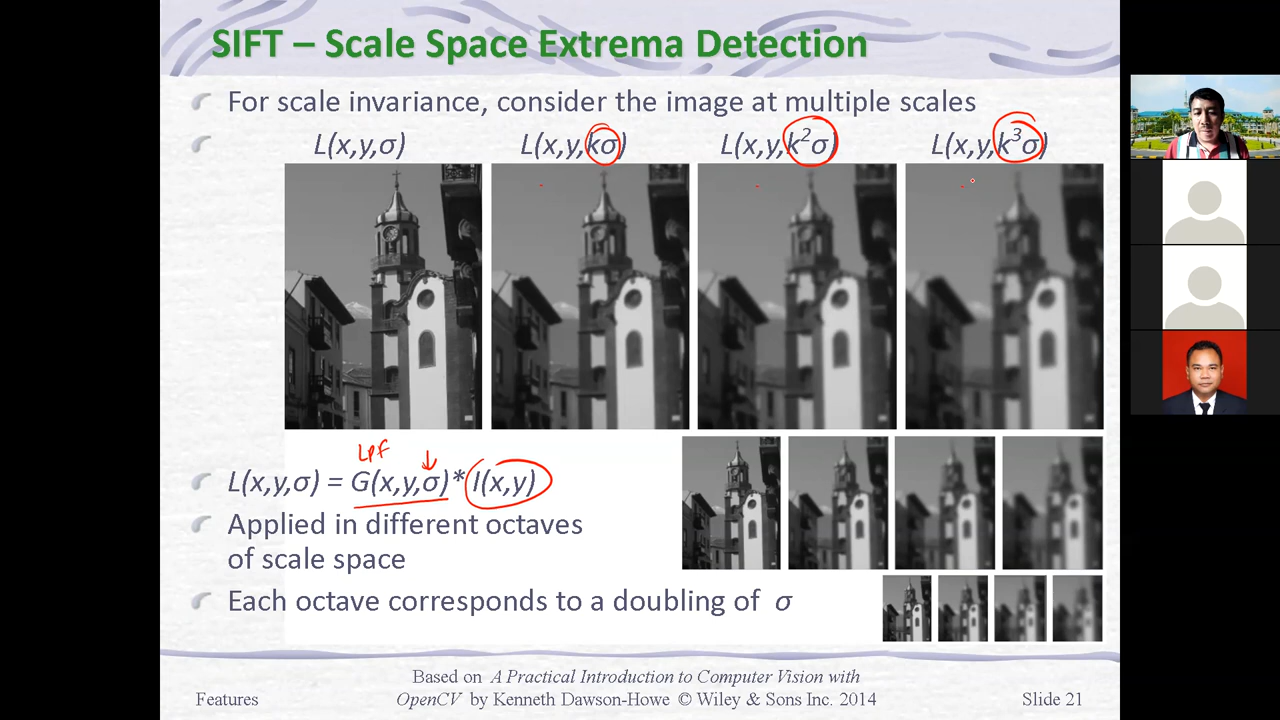 SIFT – Scale Space Extrema Detection
For scale invariance, consider the image at multiple scales
L(x,y,σ) L(x,y,kσ) L(x,y,k²σ) L(x,y,k³σ)
LPF
L(x,y,σ) = G(x,y,σ)* I(x,y)
Applied in different octaves
of scale space
Each octave corresponds to a doubling of σ
Based on A Practical Introduction to Computer Vision with
Features OpenCV by Kenneth Dawson-Howe © Wiley & Sons Inc. 2014 Slide 21